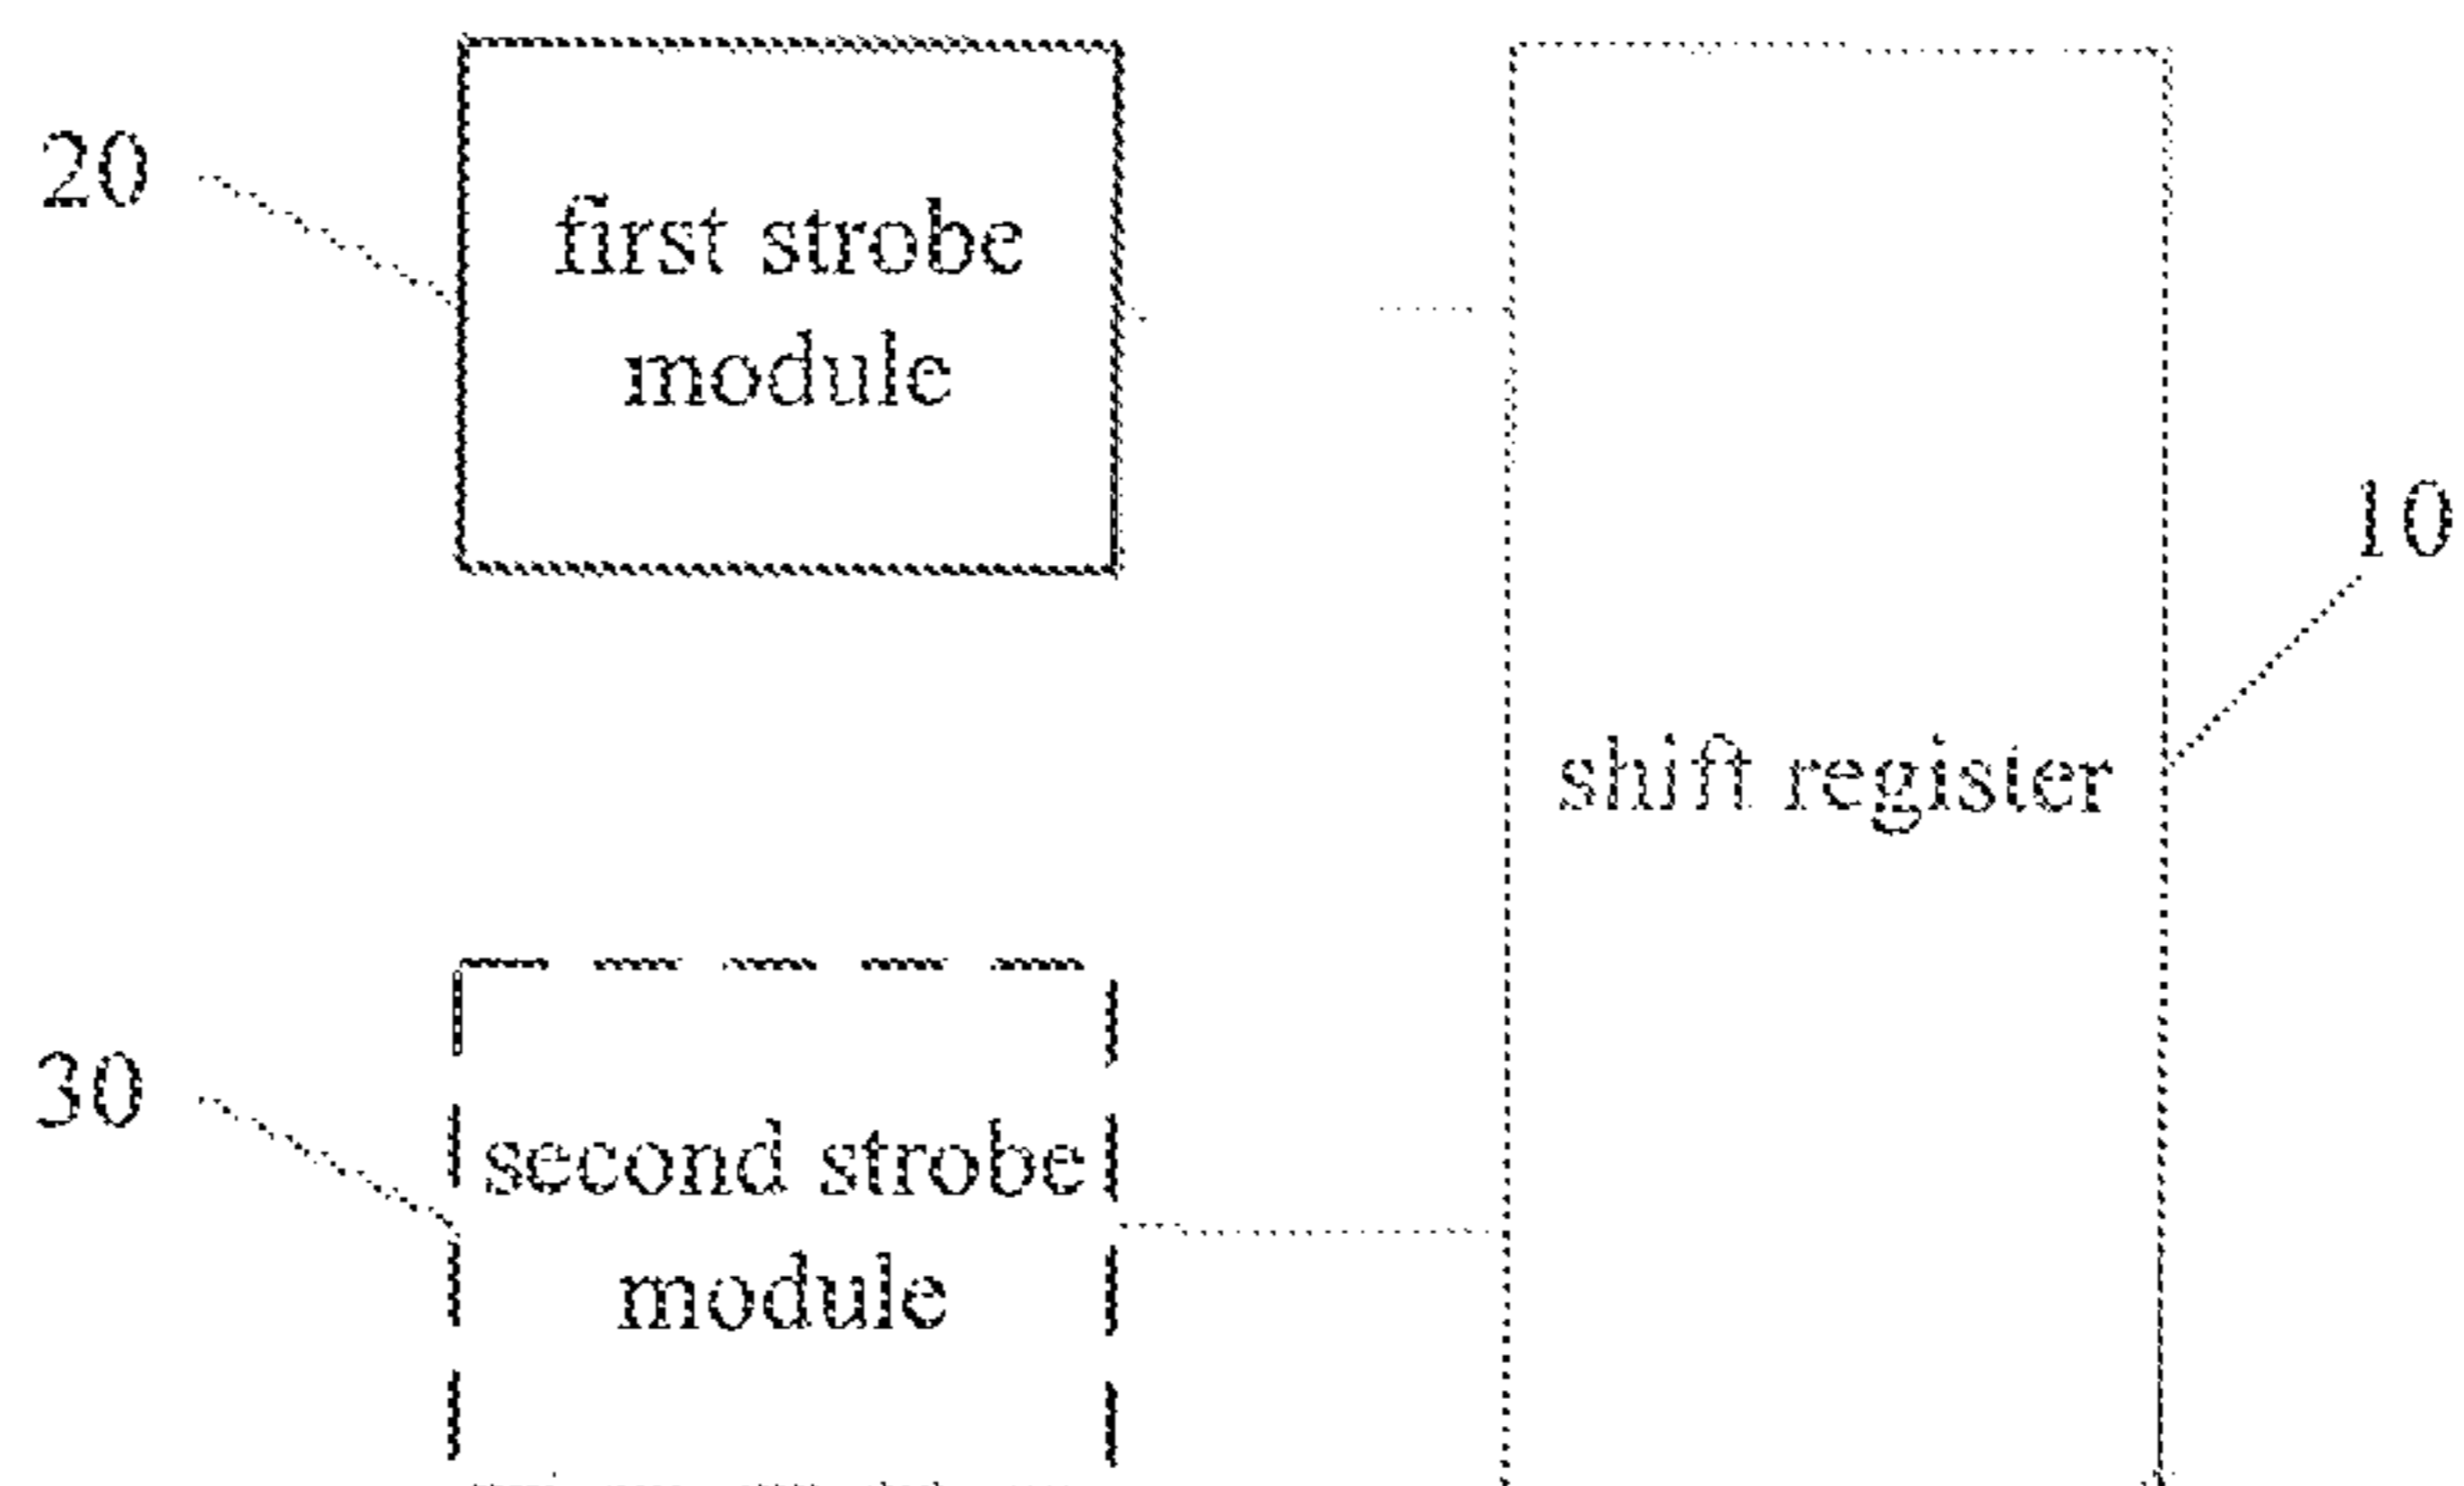 20
first strobe
module
10
shift register
30
second strobe
module